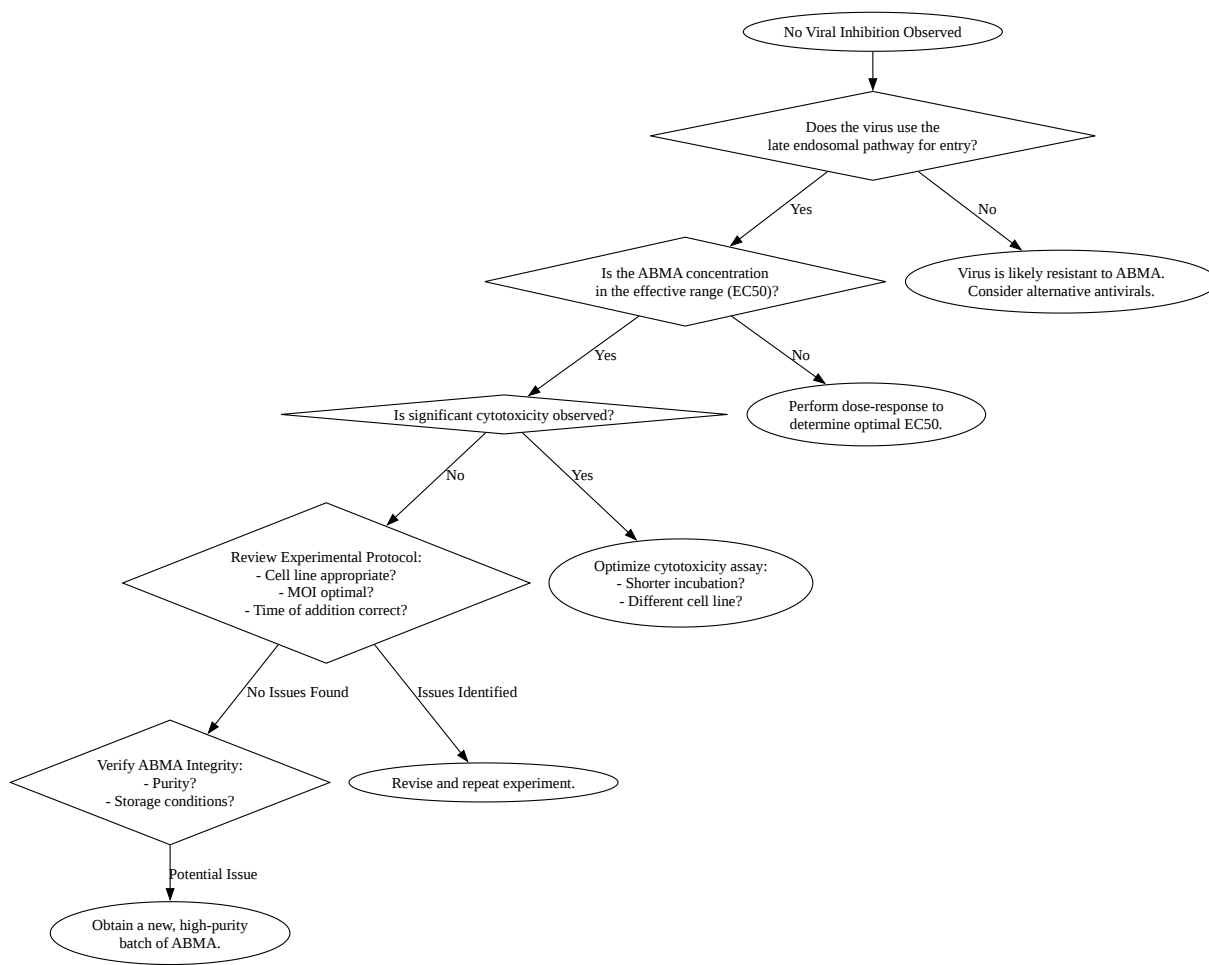 No Viral Inhibition Observed
Does the virus use the
late endosomal pathway for entry?
Yes
No
Is the ABMA concentration
in the effective range (EC50)?
Virus is likely resistant to ABMA.
Consider alternative antivirals.
Yes
No
Is significant cytotoxicity observed?
Perform dose-response to
determine optimal EC50.
No
Yes
Review Experimental Protocol:
- Cell line appropriate?
- MOI optimal?
- Time of addition correct?
Optimize cytotoxicity assay:
- Shorter incubation?
- Different cell line?
No Issues Found
Issues Identified
Verify ABMA Integrity:
- Purity?
- Storage conditions?
Revise and repeat experiment.
Potential Issue
Obtain a new, high-purity
batch of ABMA.